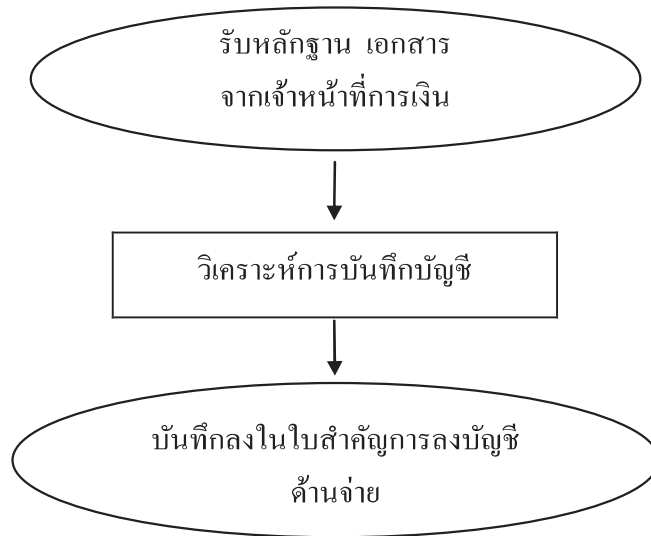 รับหลักฐาน เอกสาร
จากเจ้าหน้าที่การเงิน
วิเคราะห์การบันทึกบัญชี
บันทึกลงในใบสำคัญการลงบัญชี
ด้านจ่าย